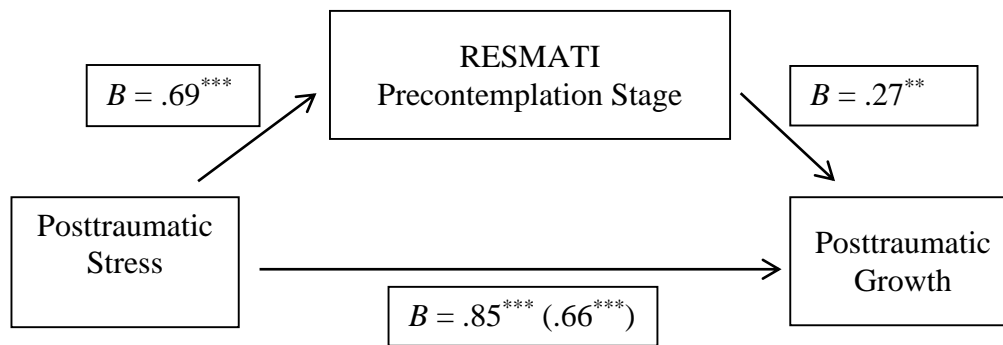 RESMATI
Precontemplation Stage
B = .69***
B = .27**
Posttraumatic
Stress
Posttraumatic
Growth
B = .85*** (.66***)